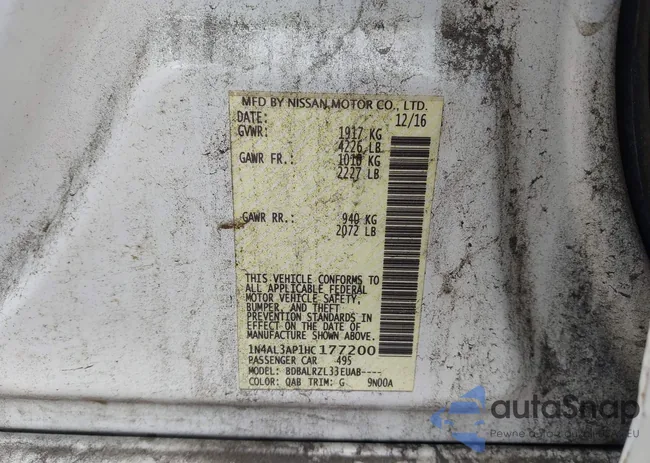 MFD BY NISSAN MOTOR CO., LTD.
DATE: 12/16
GVWR: 1917 KG
4226 LB
GAWR FR.: 1010 KG
2227 LB
GAWR RR.: 940 KG
2072 LB
THIS VEHICLE CONFORMS TO
ALL APPLICABLE FEDERAL
MOTOR VEHICLE SAFETY,
BUMPER, AND THEFT
PREVENTION STANDARDS IN
EFFECT ON THE DATE OF
MANUFACTURE SHOWN ABOVE.
1N4AL3AP1HC177200
PASSENGER CAR 495
MODEL: BDBALRZL33EUAB----
COLOR: QAB TRIM: G 9N00A
autoSnap